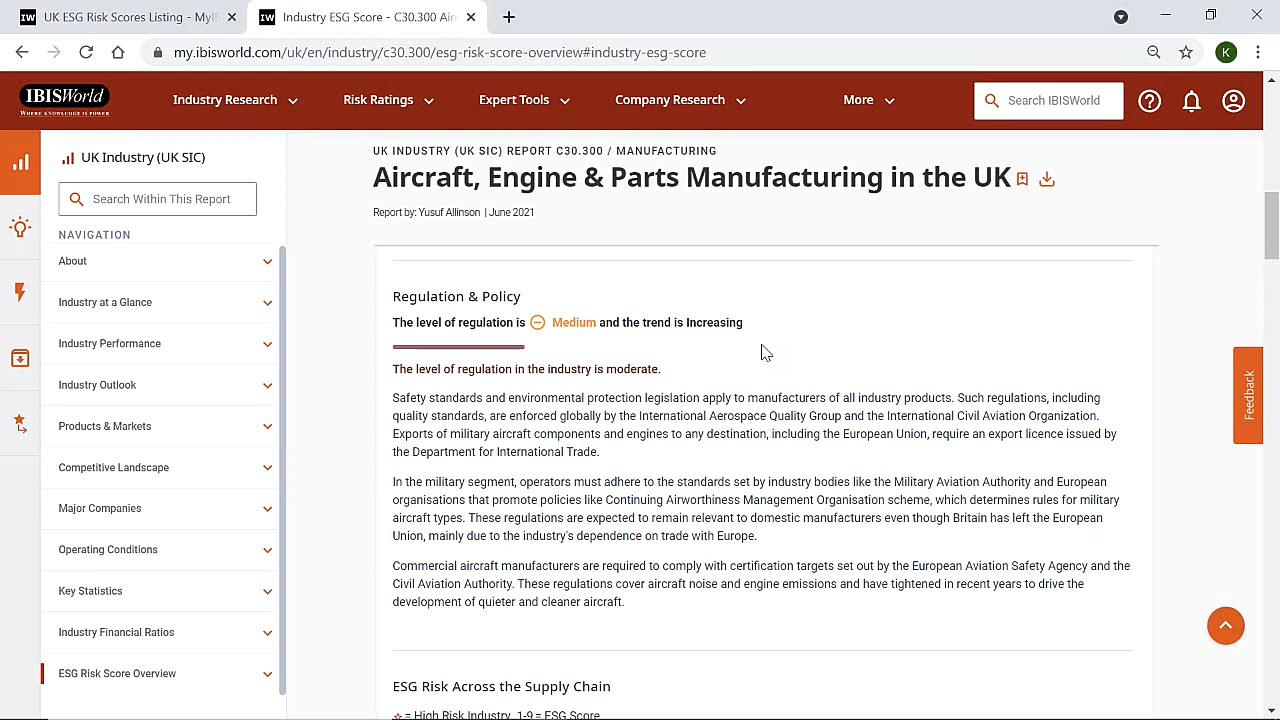 UK ESG Risk Scores Listing - MyI
Industry ESG Score - C30.300 Air
my.ibisworld.com/uk/en/industry/c30.300/esg-risk-score-overview#industry-esg-score
K
IBISWorld
WHERE KNOWLEDGE IS POWER
Industry Research
Risk Ratings
Expert Tools
Company Research
More
Search IBISWorld
UK Industry (UK SIC)
Search Within This Report
NAVIGATION
About
Industry at a Glance
Industry Performance
Industry Outlook
Products & Markets
Competitive Landscape
Major Companies
Operating Conditions
Key Statistics
Industry Financial Ratios
ESG Risk Score Overview
UK INDUSTRY (UK SIC) REPORT C30.300 / MANUFACTURING
Aircraft, Engine & Parts Manufacturing in the UK
Report by: Yusuf Allinson | June 2021
Regulation & Policy
The level of regulation is Medium and the trend is Increasing
The level of regulation in the industry is moderate.
Safety standards and environmental protection legislation apply to manufacturers of all industry products. Such regulations, including
quality standards, are enforced globally by the International Aerospace Quality Group and the International Civil Aviation Organization.
Exports of military aircraft components and engines to any destination, including the European Union, require an export licence issued by
the Department for International Trade.
In the military segment, operators must adhere to the standards set by industry bodies like the Military Aviation Authority and European
organisations that promote policies like Continuing Airworthiness Management Organisation scheme, which determines rules for military
aircraft types. These regulations are expected to remain relevant to domestic manufacturers even though Britain has left the European
Union, mainly due to the industry's dependence on trade with Europe.
Commercial aircraft manufacturers are required to comply with certification targets set out by the European Aviation Safety Agency and the
Civil Aviation Authority. These regulations cover aircraft noise and engine emissions and have tightened in recent years to drive the
development of quieter and cleaner aircraft.
ESG Risk Across the Supply Chain
= High Risk Industry, 1-9 = ESG Score
Feedback